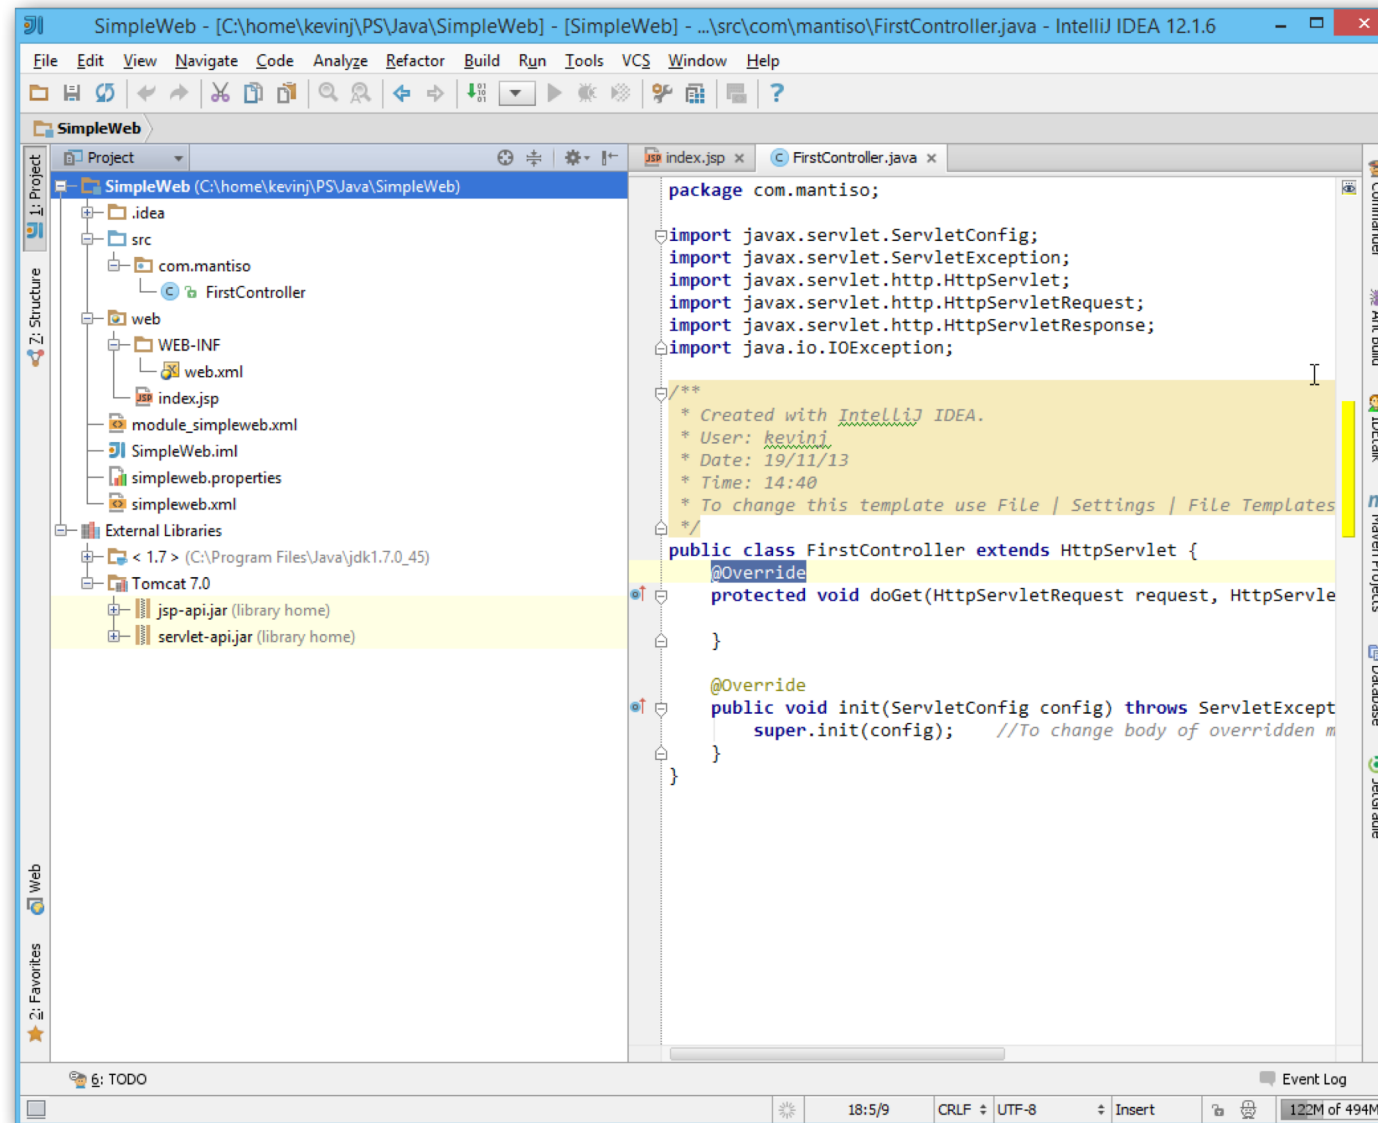 SimpleWeb - [C:\home\kevinj\PS\Java\SimpleWeb] - [SimpleWeb] - ...\src\com\mantiso\FirstController.java - IntelliJ IDEA 12.1.6
File Edit View Navigate Code Analyze Refactor Build Run Tools VCS Window Help
SimpleWeb
1: Project
Z: Structure
Web
2: Favorites
Project
SimpleWeb (C:\home\kevinj\PS\Java\SimpleWeb)
.idea
src
com.mantiso
FirstController
web
WEB-INF
web.xml
index.jsp
module_simpleweb.xml
SimpleWeb.iml
simpleweb.properties
simpleweb.xml
External Libraries
< 1.7 > (C:\Program Files\Java\jdk1.7.0_45)
Tomcat 7.0
jsp-api.jar (library home)
servlet-api.jar (library home)
index.jsp FirstController.java
package com.mantiso;
import javax.servlet.ServletConfig;
import javax.servlet.ServletException;
import javax.servlet.http.HttpServlet;
import javax.servlet.http.HttpServletRequest;
import javax.servlet.http.HttpServletResponse;
import java.io.IOException;
/**
* Created with IntelliJ IDEA.
* User: kevinj
* Date: 19/11/13
* Time: 14:40
* To change this template use File | Settings | File Templates
*/
public class FirstController extends HttpServlet {
@Override
protected void doGet(HttpServletRequest request, HttpServle
}
@Override
public void init(ServletConfig config) throws ServletExcept
super.init(config); //To change body of overridden m
}
}
Commander
Ant Build
IDEtalk
Maven Projects
Database
JetGradle
6: TODO
Event Log
18:5/9 CRLF UTF-8 Insert 122M of 494M